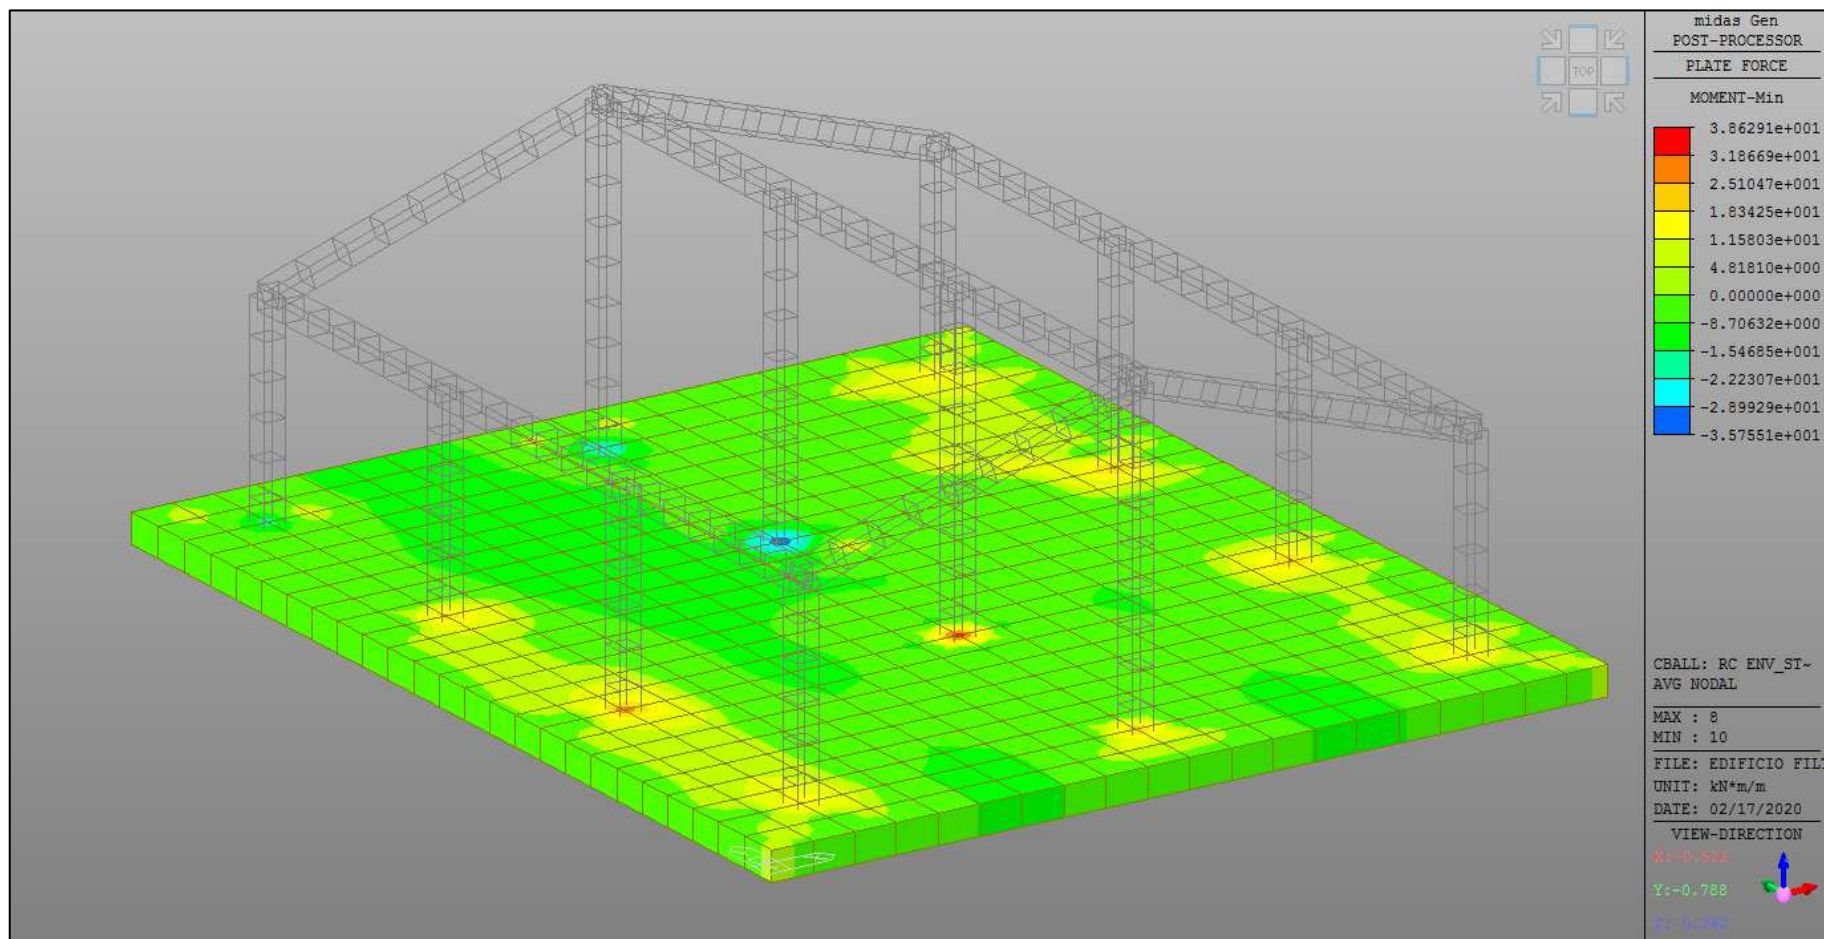 TOP
midas Gen
POST-PROCESSOR
PLATE FORCE
MOMENT-Min
3.86291e+001
3.18669e+001
2.51047e+001
1.83425e+001
1.15803e+001
4.81810e+000
0.00000e+000
-8.70632e+000
-1.54685e+001
-2.22307e+001
-2.89929e+001
-3.57551e+001
CBALL: RC ENV_ST~
AVG NODAL
MAX : 8
MIN : 10
FILE: EDIFICIO FILT
UNIT: kN*m/m
DATE: 02/17/2020
VIEW-DIRECTION
Y:-0.788